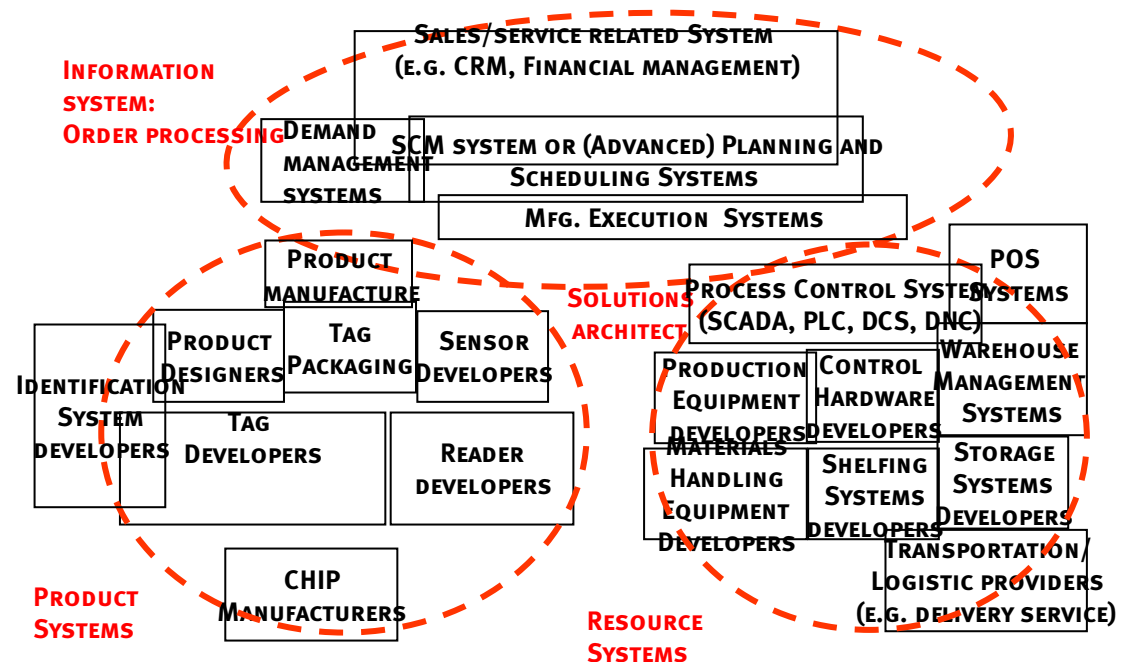 Sales/service related System
(e.g. CRM, Financial management)
Information
system:
Order processing
Demand
management
systems
SCM system or (Advanced) Planning and
Scheduling Systems
Mfg. Execution Systems
Product
manufacture
Product
Designers
Tag
Packaging
Sensor
Developers
Identification
System
developers
Tag
Developers
Reader
developers
CHIP
Manufacturers
Product
Systems
Solutions
architect
Process Control System
(SCADA, PLC, DCS, DNC)
POS
Systems
Production
Equipment
developers
Control
Hardware
developers
Warehouse
Management
Systems
Materials
Handling
Equipment
Developers
Shelfing
Systems
developers
Storage
Systems
Developers
Transportation/
Logistic providers
(e.g. delivery service)
Resource
Systems